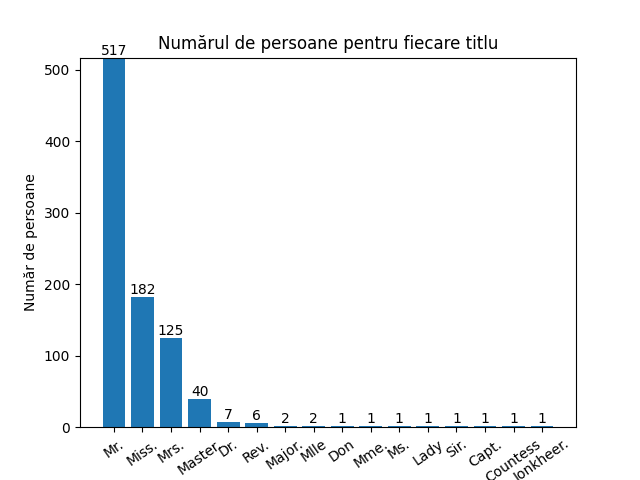 Numărul de persoane pentru fiecare titlu
517
500
400
300
200
100
0
Număr de persoane
182
125
40
7
6
2
2
1
1
1
1
1
1
1
1
Mr.
Miss.
Mrs.
Master
Dr.
Rev.
Major.
Mlle
Don
Mme.
Ms.
Lady
Sir.
Capt.
Countess
Jonkheer.